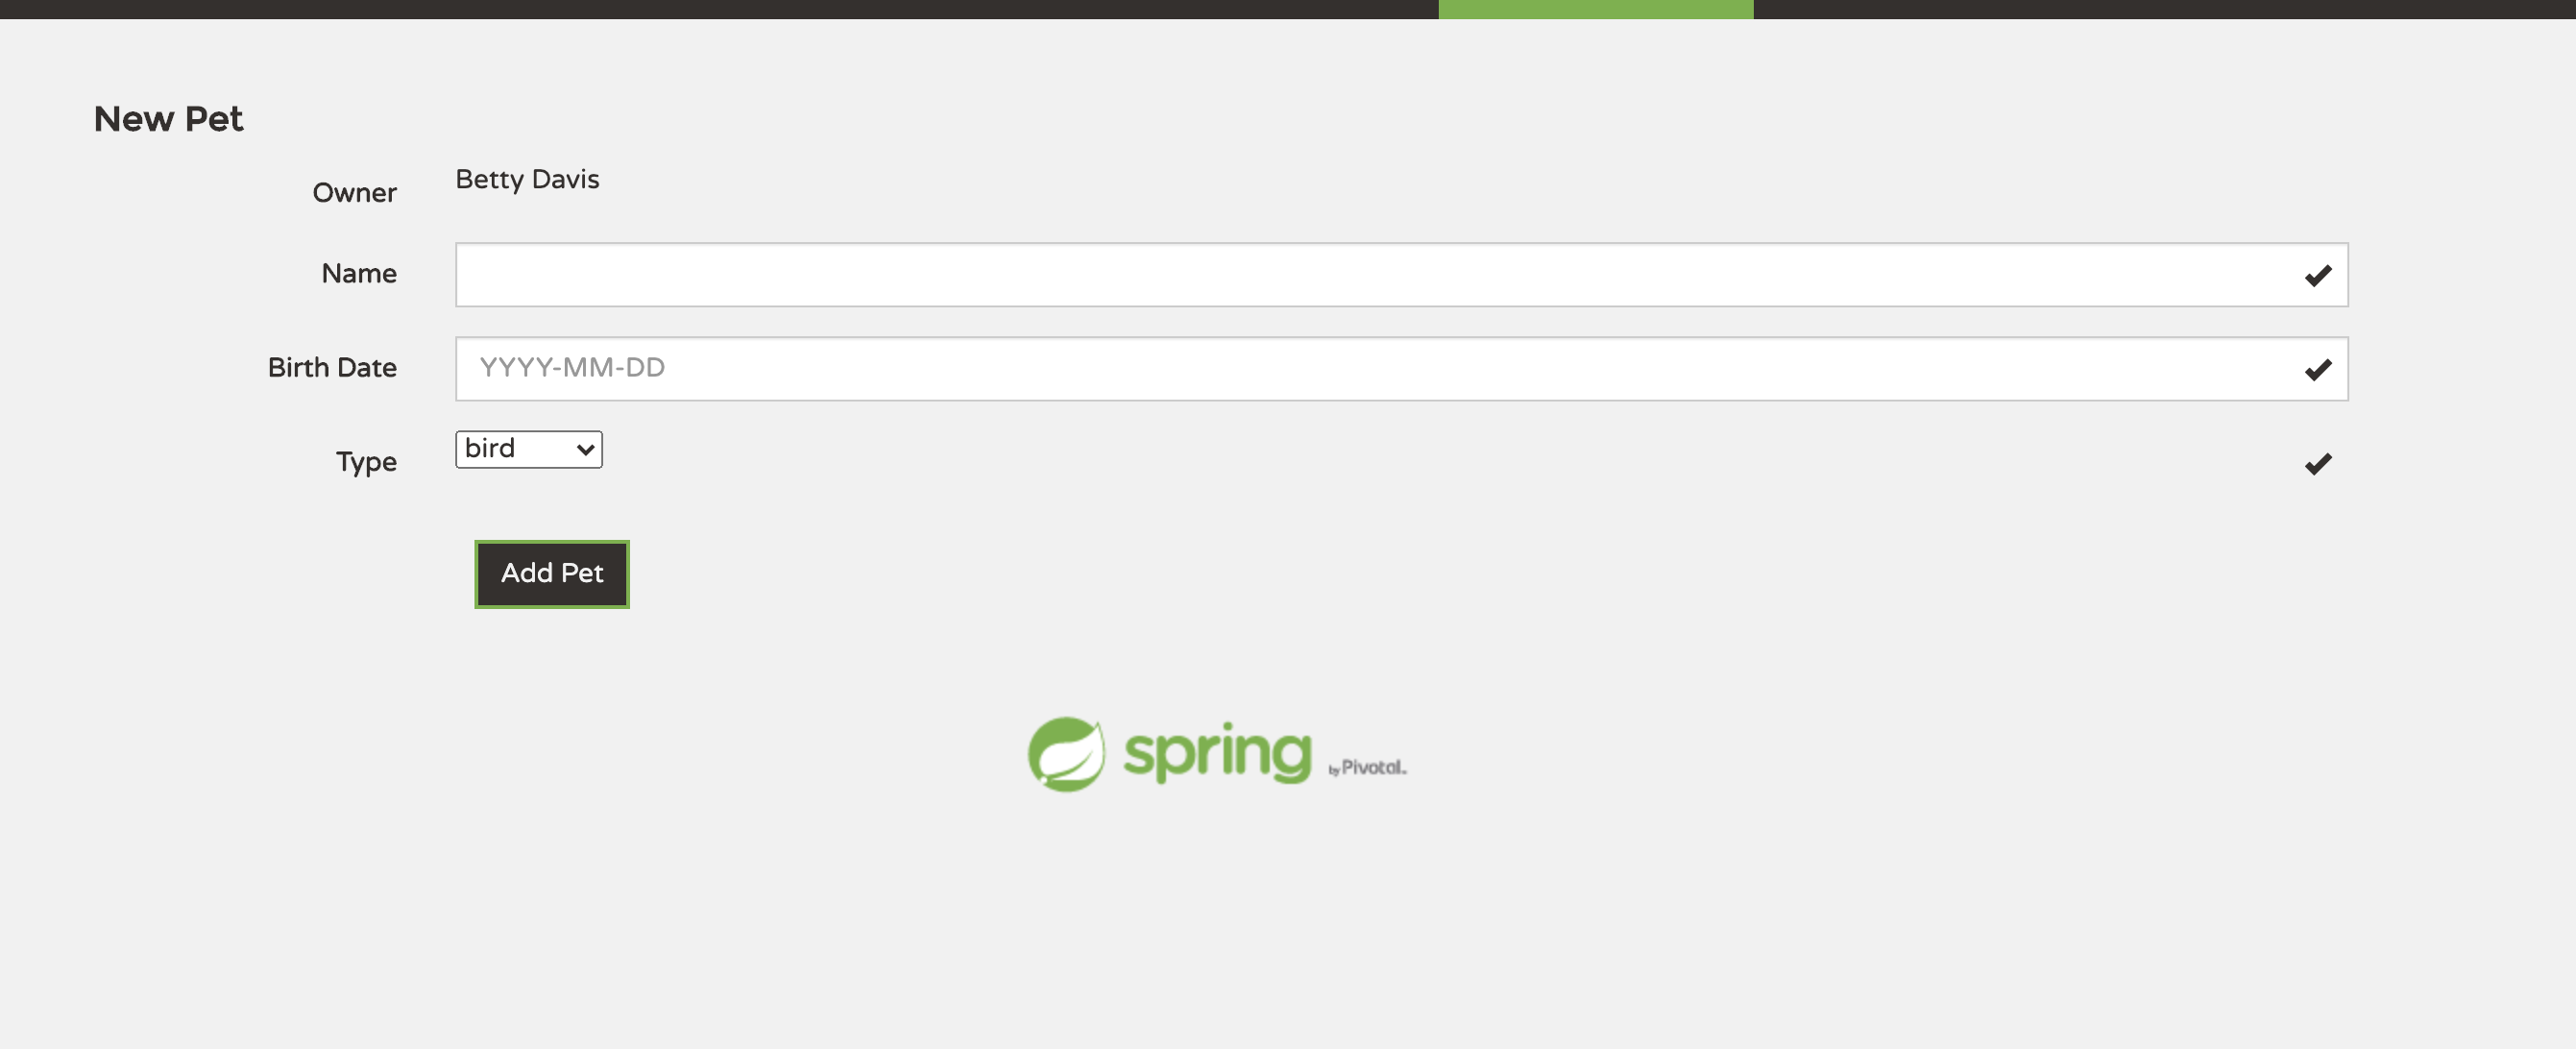 New Pet
Owner Betty Davis
Name
Birth Date YYYY-MM-DD
Type bird
Add Pet
spring by Pivotal.